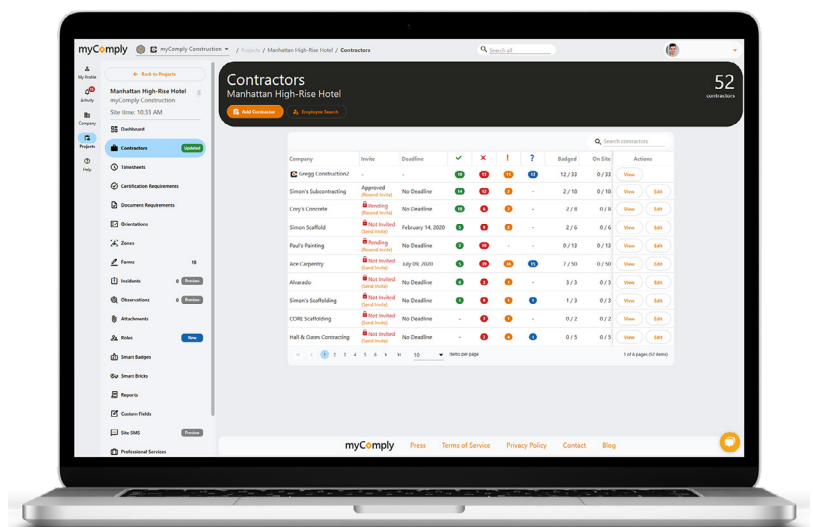 myComply myComply Construction / Projects / Manhattan High-Rise Hotel / Contractors Search all
My Profile
Activity
Company
Projects
Help
Back to Projects
Manhattan High-Rise Hotel
myComply Construction
Site time: 10:31 AM
Dashboard
Contractors Updated
Timesheets
Certification Requirements
Document Requirements
Orientations
Zones
Forms 18
Incidents 0 Preview
Observations 0 Preview
Attachments
Roles New
Smart Badges
Smart Bricks
Reports
Custom Fields
Site SMS Preview
Professional Services
Contractors
Manhattan High-Rise Hotel
52
contractors
Add Contractor Employee Search
Search contractors
Company Invite Deadline ✓ ✗ ! ? Badged On Site Actions
Gregg Construction2 - - 12 / 33 0 / 33 View
Simon's Subcontracting Approved (Resend Invite) No Deadline 14 12 2 - 2 / 18 0 / 18 View Edit
Cory's Concrete Pending (Resend Invite) No Deadline - 2 / 8 0 / 8 View Edit
Simon Scaffold Not Invited (Send Invite) February 14, 2020 2 - 2 / 6 0 / 6 View Edit
Paul's Painting Pending (Resend Invite) No Deadline - - 0 / 13 0 / 13 View Edit
Ace Carpentry Not Invited (Send Invite) July 09, 2020 7 / 50 0 / 50 View Edit
Alvarado Not Invited (Send Invite) No Deadline - 3 / 3 0 / 3 View Edit
Simon's Scaffolding Not Invited (Send Invite) No Deadline 1 / 3 0 / 3 View Edit
CORE Scaffolding Not Invited (Send Invite) No Deadline - - 0 / 2 0 / 2 View Edit
Hall & Oates Contracting Not Invited (Send Invite) No Deadline - 0 / 5 0 / 5 View Edit
1 2 3 4 5 6 10 items per page 1 of 6 pages (52 items)
myComply Press Terms of Service Privacy Policy Contact Blog